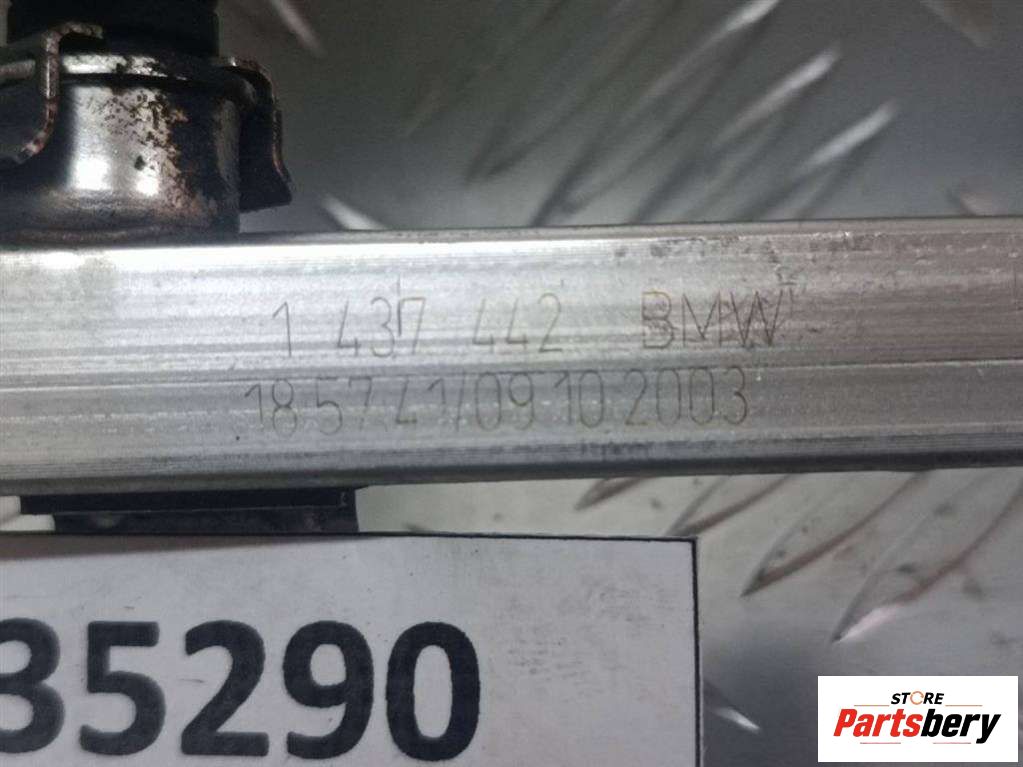 1 437 442 BMW
18 57 41/09 10 2003
35290
STORE
Partsbery